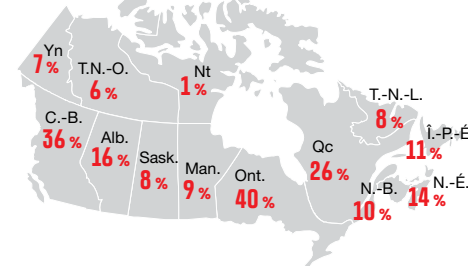 Yn
7 %
T.N.-O.
6 %
Nt
1 %
C.-B.
36 %
Alb.
16 %
Sask.
8 %
Man.
9 %
Ont.
40 %
Qc
26 %
T.-N.-L.
8 %
Î.-P.-É
11 %
N.-B.
10 %
N.-É.
14 %